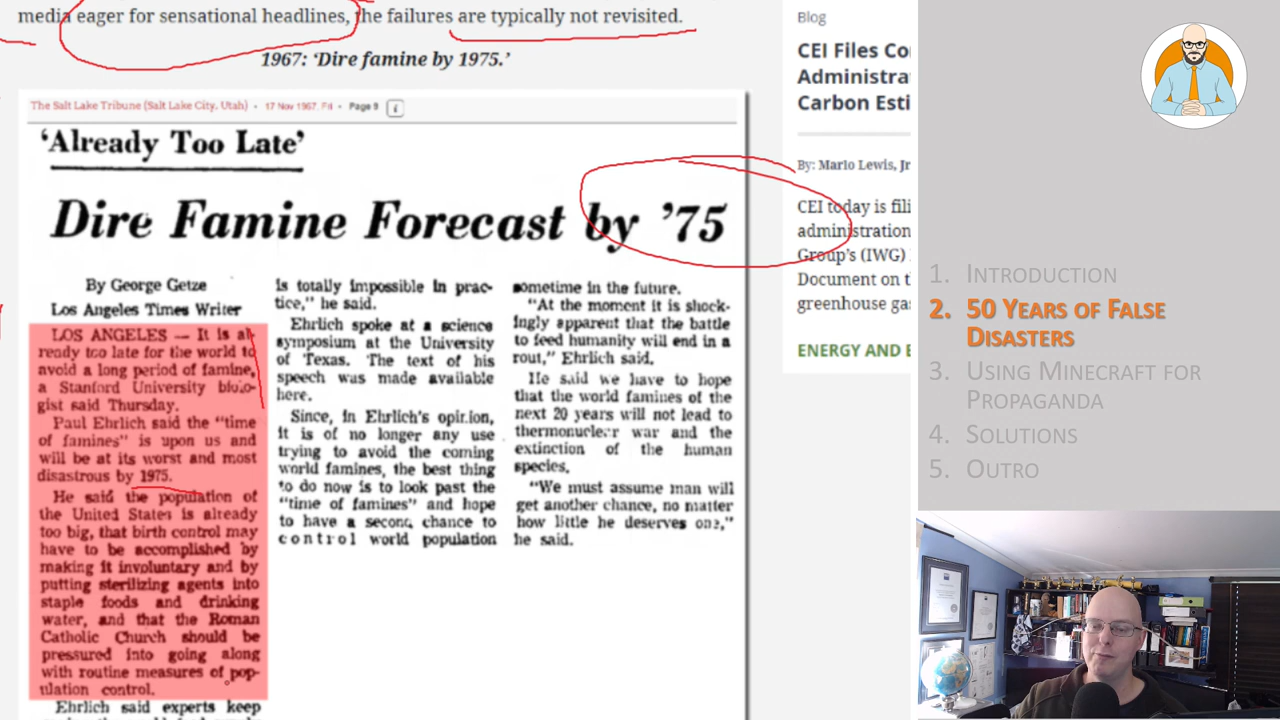 media eager for sensational headlines, the failures are typically not revisited.
1967: ‘Dire famine by 1975.’
The Salt Lake Tribune (Salt Lake City, Utah) · 17 Nov 1967, Fri · Page 9
‘Already Too Late’
Dire Famine Forecast by ’75
By George Getze
Los Angeles Times Writer
LOS ANGELES — It is al-
ready too late for the world to
avoid a long period of famine,
a Stanford University biolo-
gist said Thursday.
Paul Ehrlich said the “time
of famines” is upon us and
will be at its worst and most
disastrous by 1975.
He said the population of
the United States is already
too big, that birth control may
have to be accomplished by
making it involuntary and by
putting sterilizing agents into
staple foods and drinking
water, and that the Roman
Catholic Church should be
pressured into going along
with routine measures of pop-
ulation control.
Ehrlich said experts keep
is totally impossible in prac-
tice,” he said.
Ehrlich spoke at a science
symposium at the University
of Texas. The text of his
speech was made available
here.
Since, in Ehrlich's opinion,
it is of no longer any use
trying to avoid the coming
world famines, the best thing
to do now is to look past the
“time of famines” and hope
to have a second chance to
control world population
sometime in the future.
“At the moment it is shock-
ingly apparent that the battle
to feed humanity will end in a
rout,” Ehrlich said.
He said we have to hope
that the world famines of the
next 20 years will not lead to
thermonuclear war and the
extinction of the human
species.
“We must assume man will
get another chance, no matter
how little he deserves one,”
he said.
Blog
CEI Files Co
Administra
Carbon Esti
By: Mario Lewis, Jr
CEI today is fili
administration
Group's (IWG)
Document on t
greenhouse ga
ENERGY AND E
1. INTRODUCTION
2. 50 YEARS OF FALSE
DISASTERS
3. USING MINECRAFT FOR
PROPAGANDA
4. SOLUTIONS
5. OUTRO